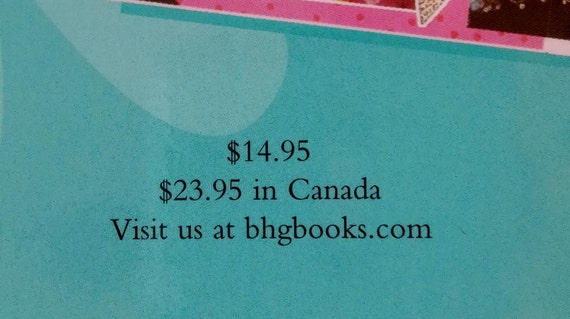 $14.95
$23.95 in Canada
Visit us at bhgbooks.com